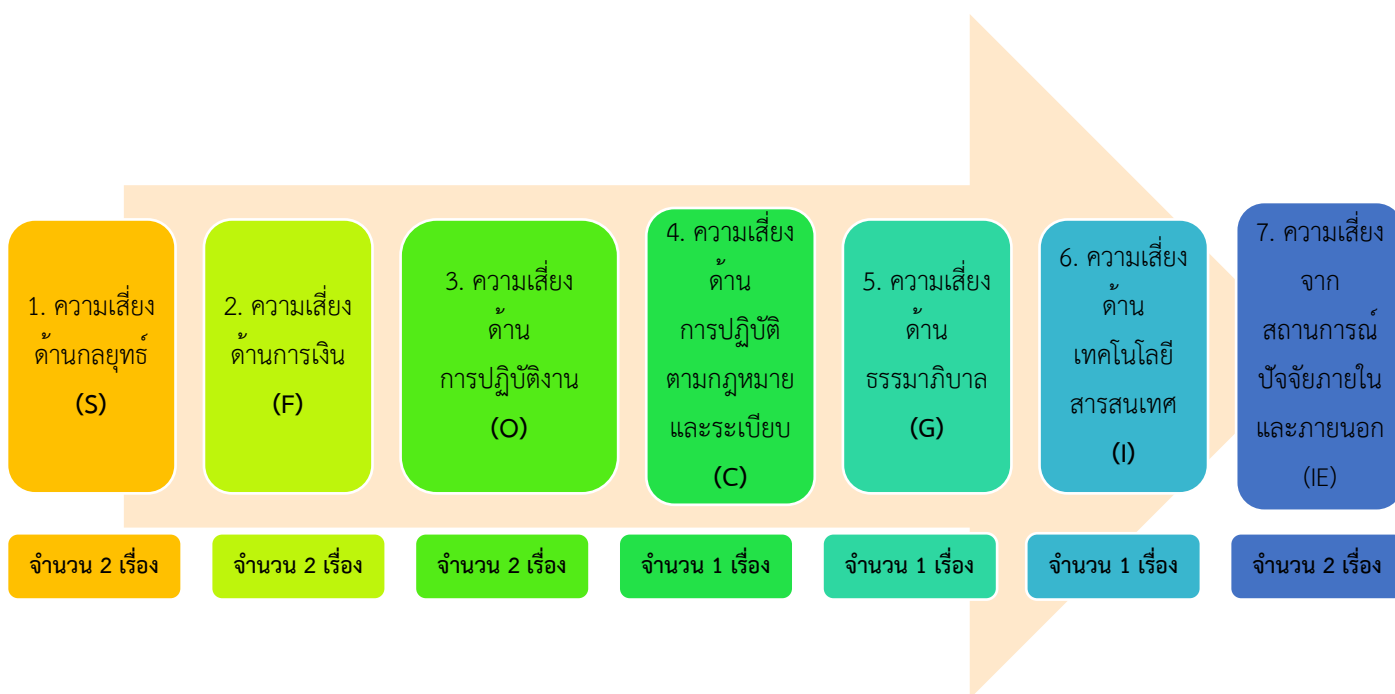 1. ความเสี่ยง
ด้านกลยุทธ์
(S)
2. ความเสี่ยง
ด้านการเงิน
(F)
3. ความเสี่ยง
ด้าน
การปฏิบัติงาน
(O)
4. ความเสี่ยง
ด้าน
การปฏิบัติ
ตามกฎหมาย
และระเบียบ
(C)
5. ความเสี่ยง
ด้าน
ธรรมาภิบาล
(G)
6. ความเสี่ยง
ด้าน
เทคโนโลยี
สารสนเทศ
(I)
7. ความเสี่ยง
จาก
สถานการณ์
ปัจจัยภายใน
และภายนอก
(IE)
จำนวน 2 เรื่อง
จำนวน 2 เรื่อง
จำนวน 2 เรื่อง
จำนวน 1 เรื่อง
จำนวน 1 เรื่อง
จำนวน 1 เรื่อง
จำนวน 2 เรื่อง